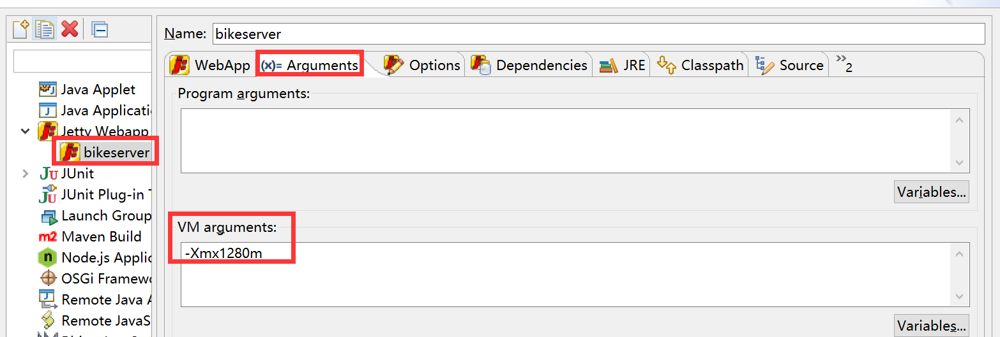 Name: bikeserver
WebApp (x)= Arguments Options Dependencies JRE Classpath Source »2
Java Applet
Java Applicati
Jetty Webapp
bikeserver
JUnit
JUnit Plug-in T
Launch Group
Maven Build
Node.js Applic
OSGi Framewo
Remote Java A
Remote JavaS
Program arguments:
Variables...
VM arguments:
-Xmx1280m
Variables...